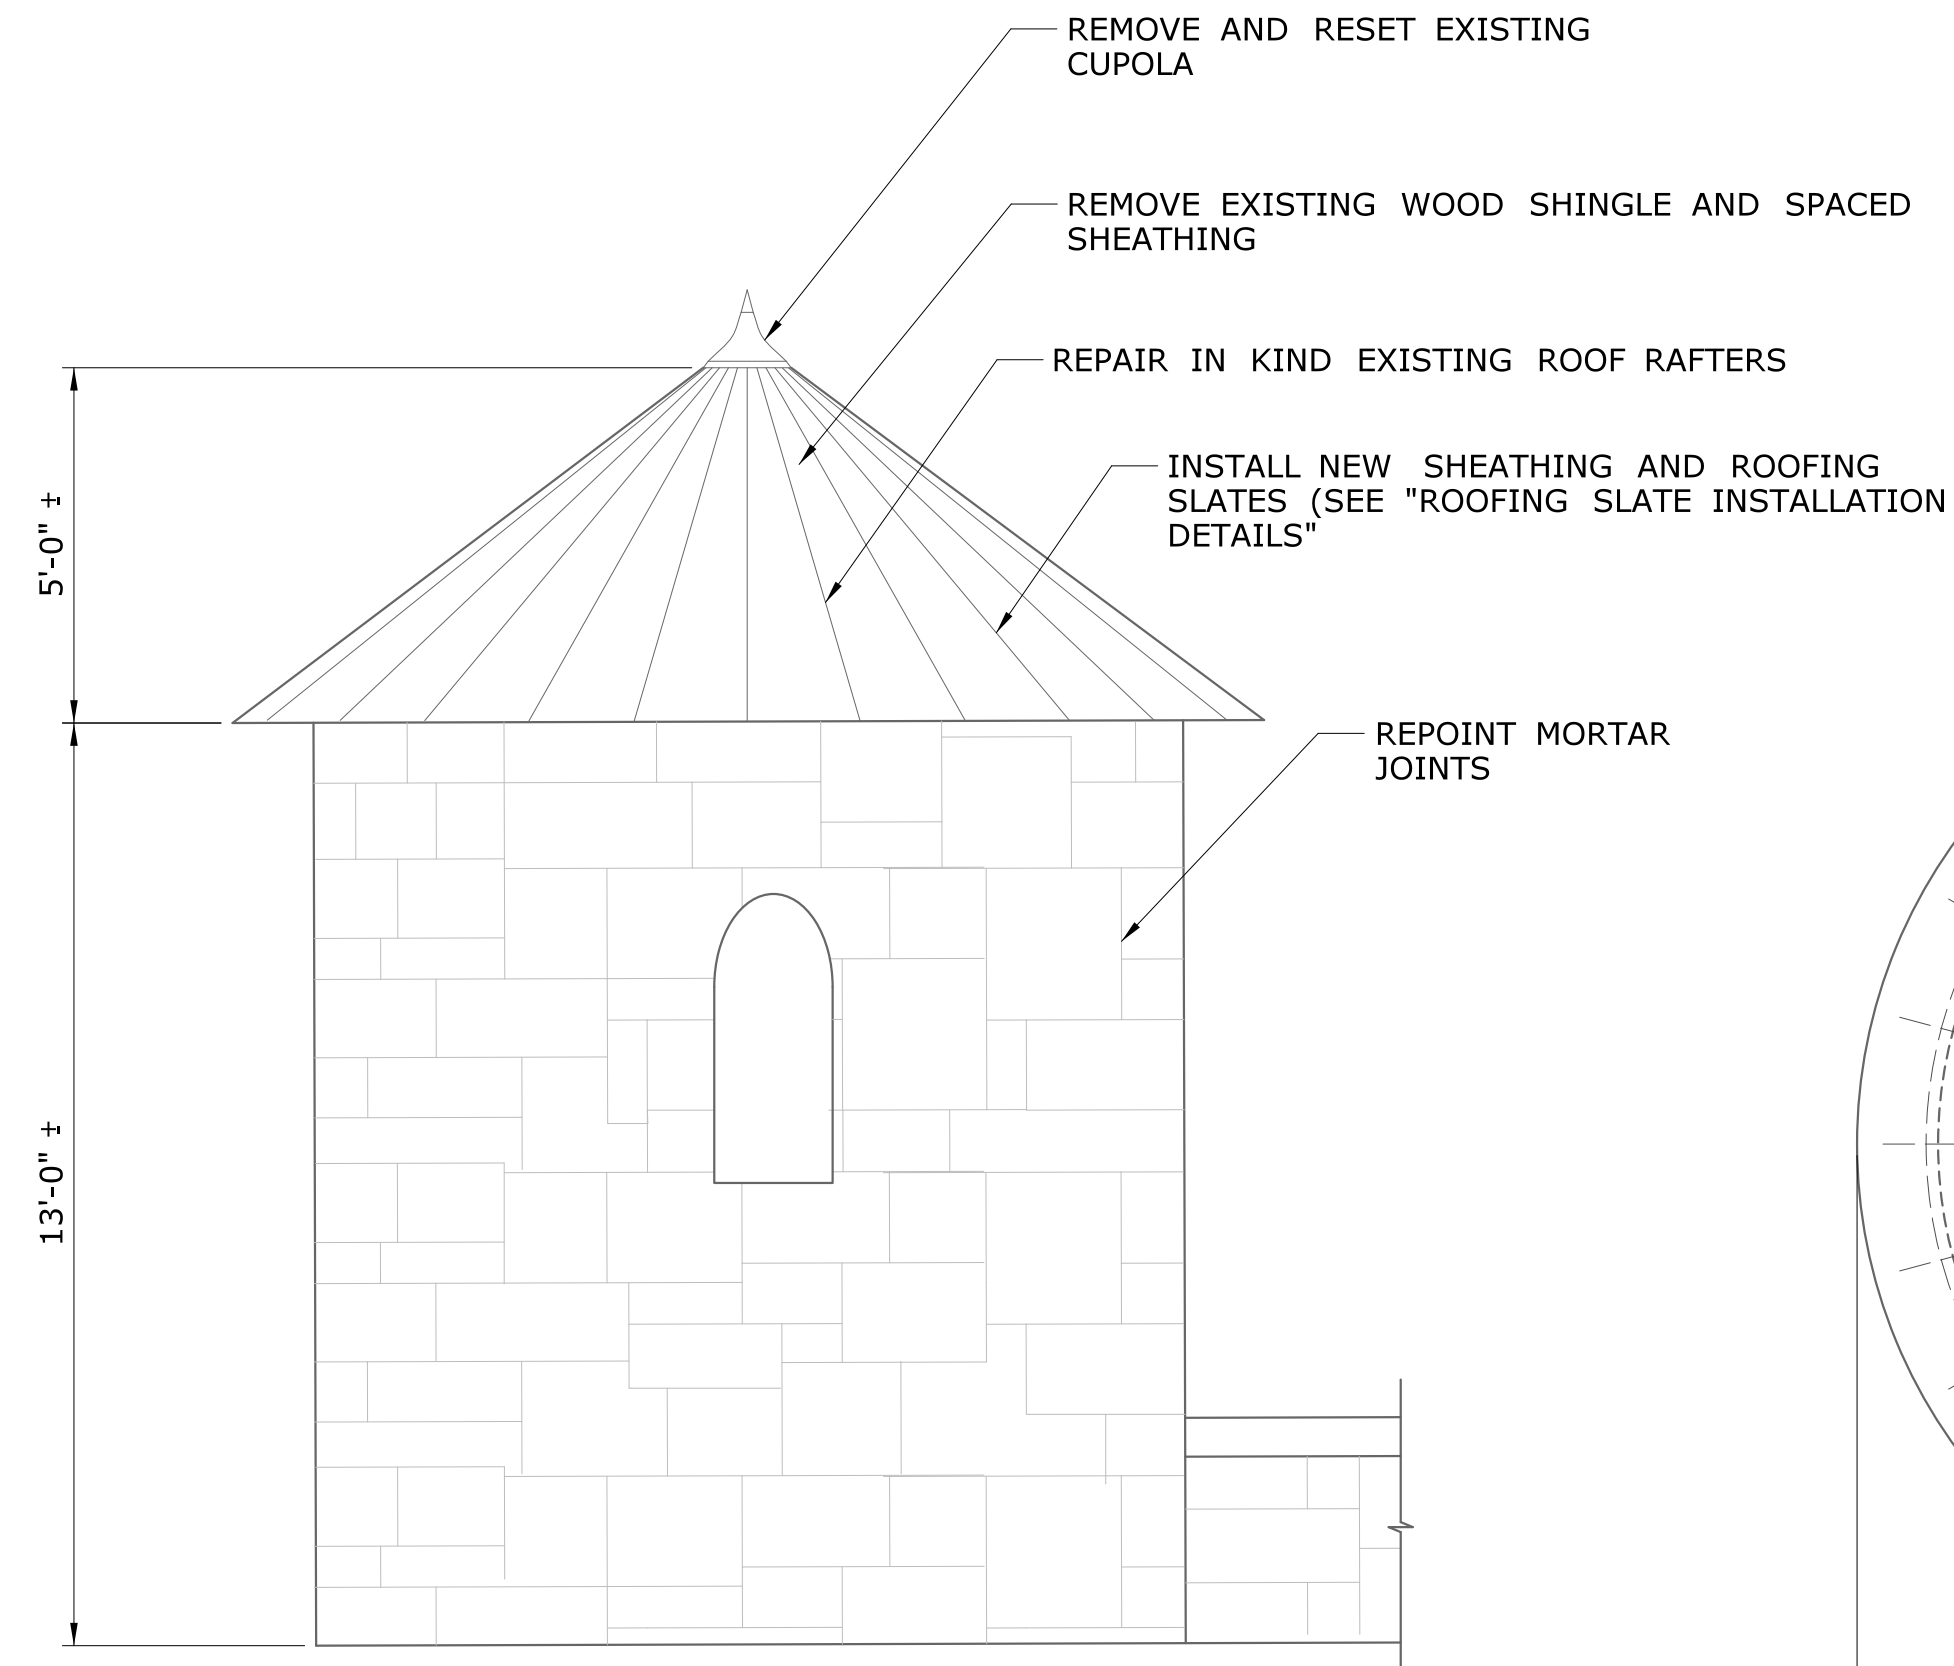 REMOVE AND RESET EXISTING
CUPOLA
REMOVE EXISTING WOOD SHINGLE AND SPACED
SHEATHING
REPAIR IN KIND EXISTING ROOF RAFTERS
INSTALL NEW SHEATHING AND ROOFING
SLATES (SEE "ROOFING SLATE INSTALLATION
DETAILS"
5'-0" ±
REPOINT MORTAR
JOINTS
13'-0" ±